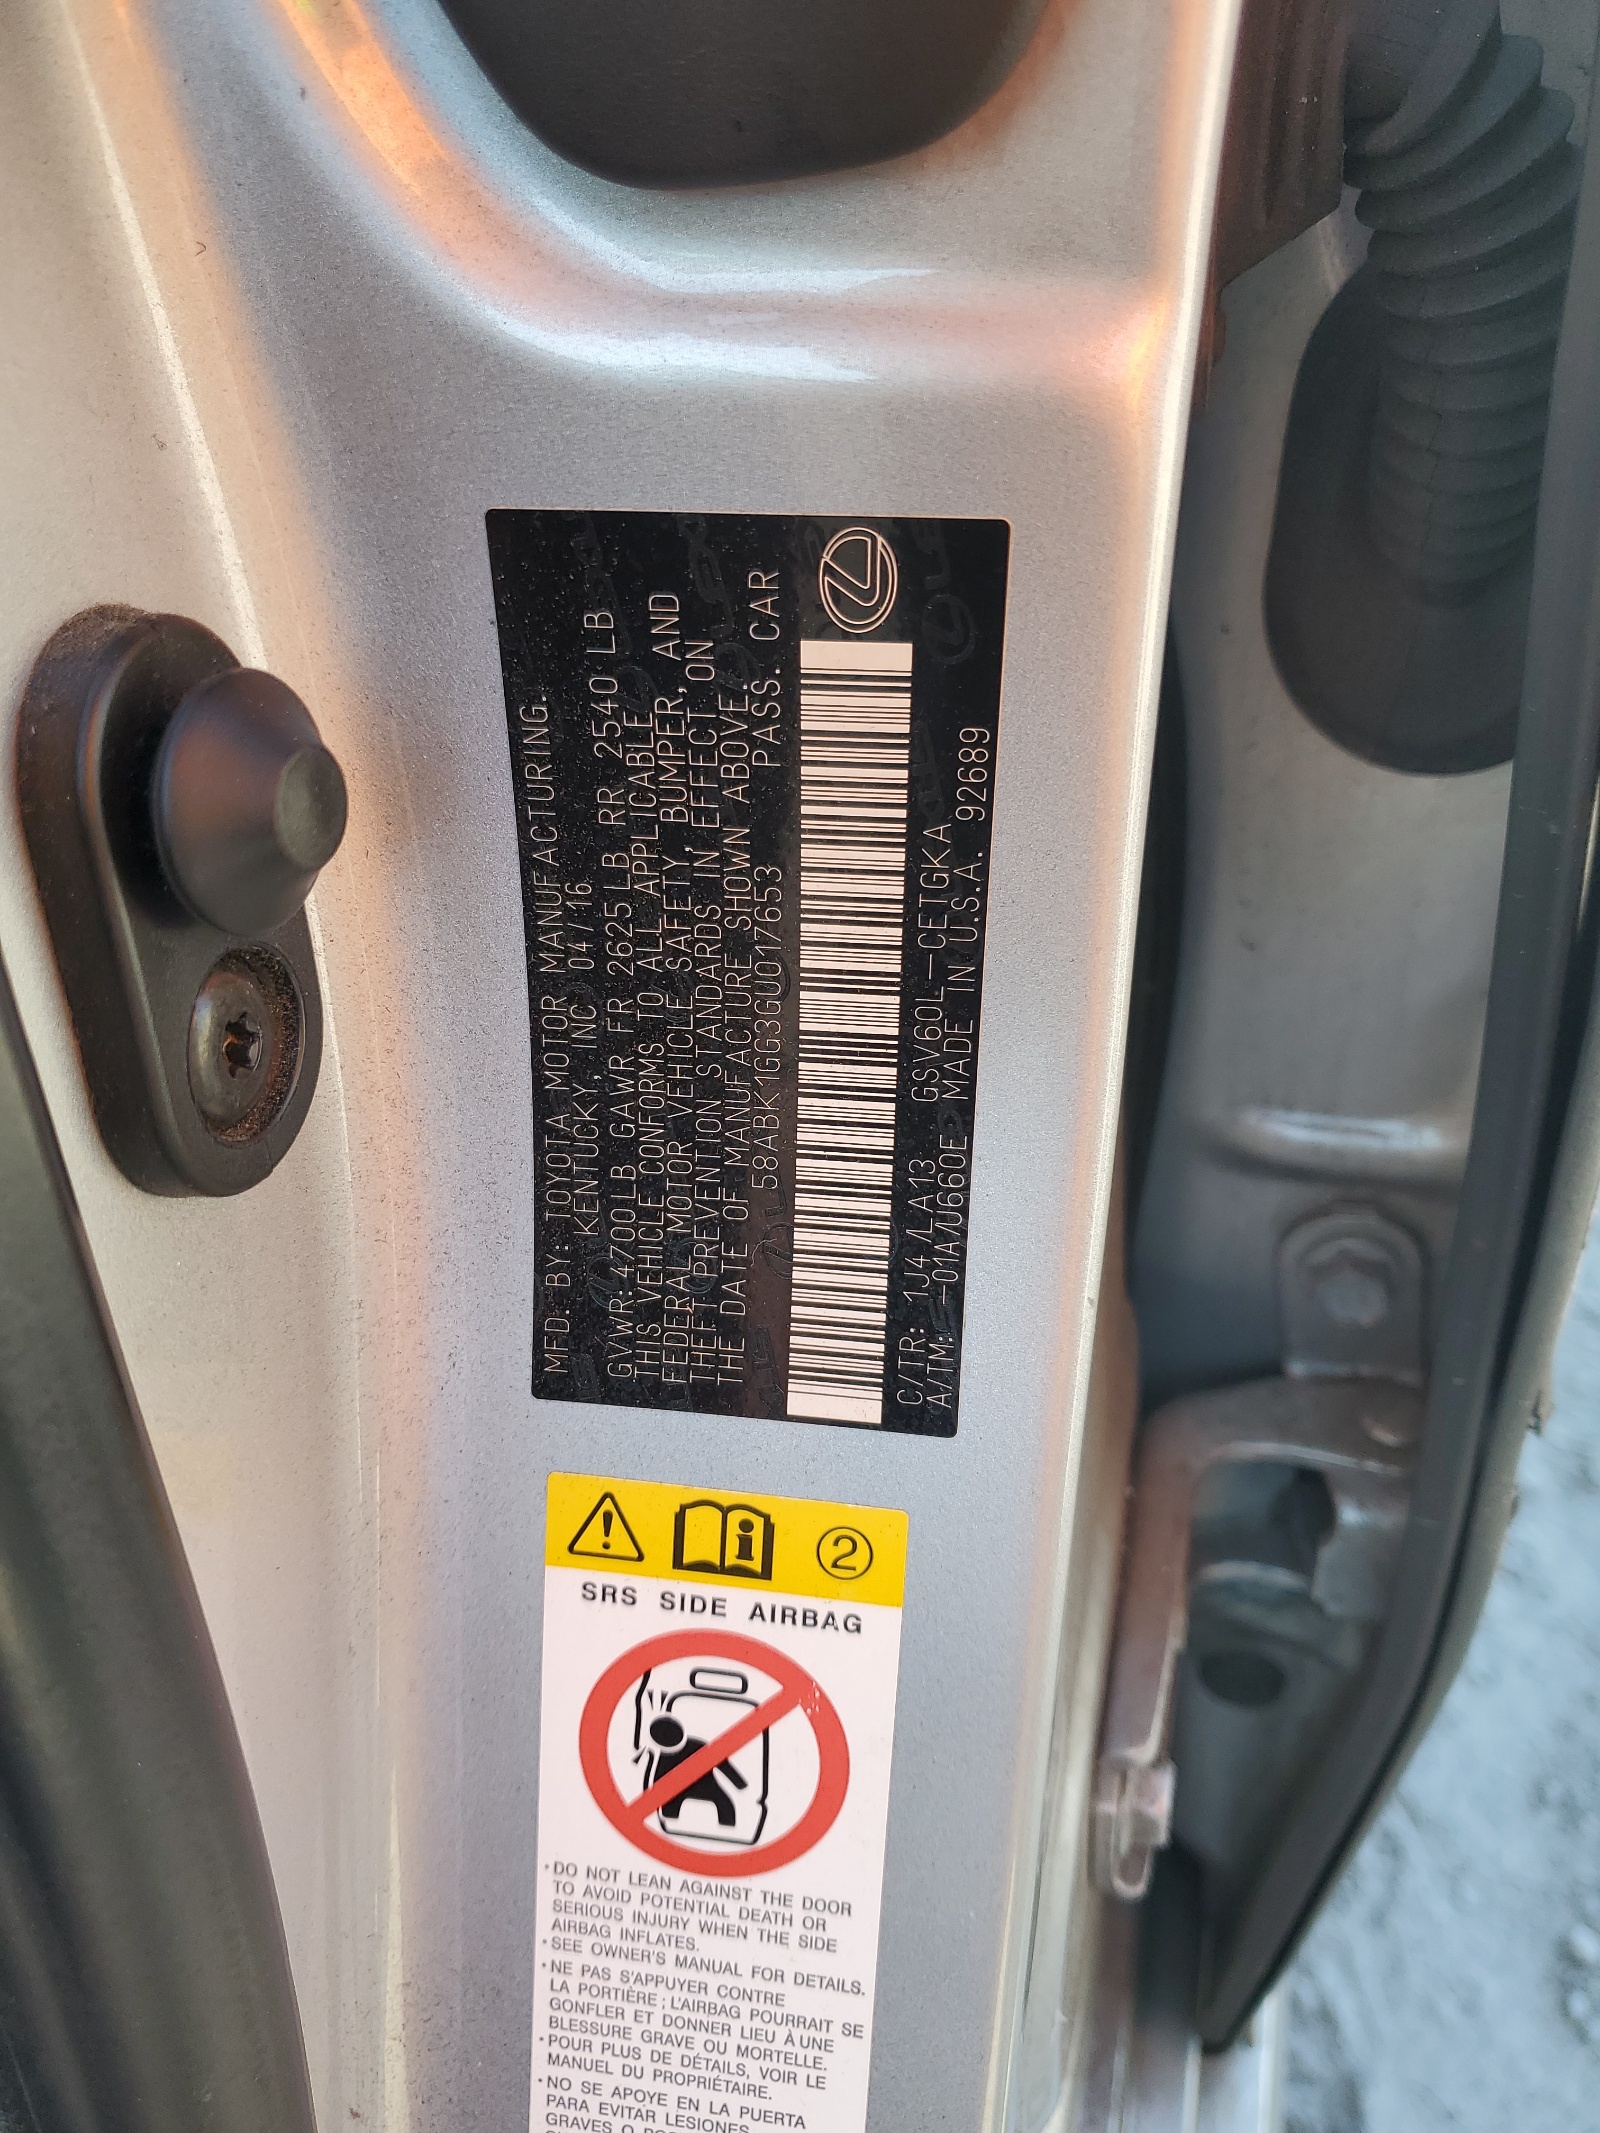 MFD. BY: TOYOTA MOTOR MANUFACTURING.
KENTUCKY, INC 04/16
GVWR: 4700LB GAWR FR 2625LB RR 2540 LB
THIS VEHICLE CONFORMS TO ALL APPLICABLE
FEDERAL MOTOR VEHICLE SAFETY, BUMPER, AND
THEFT PREVENTION STANDARDS IN EFFECT ON
THE DATE OF MANUFACTURE SHOWN ABOVE.
58ABK1GG3GU017653 PASS. CAR
C/TR: 1J4/LA13 GSV60L-CETGKA
A/TM: -01A/U660E MADE IN U.S.A. 92689
2
SRS SIDE AIRBAG
•DO NOT LEAN AGAINST THE DOOR
TO AVOID POTENTIAL DEATH OR
SERIOUS INJURY WHEN THE SIDE
AIRBAG INFLATES.
•SEE OWNER'S MANUAL FOR DETAILS.
•NE PAS S'APPUYER CONTRE
LA PORTIÈRE ; L'AIRBAG POURRAIT SE
GONFLER ET DONNER LIEU À UNE
BLESSURE GRAVE OU MORTELLE.
•POUR PLUS DE DÉTAILS, VOIR LE
MANUEL DU PROPRIÉTAIRE.
•NO SE APOYE EN LA PUERTA
PARA EVITAR LESIONES
GRAVES O